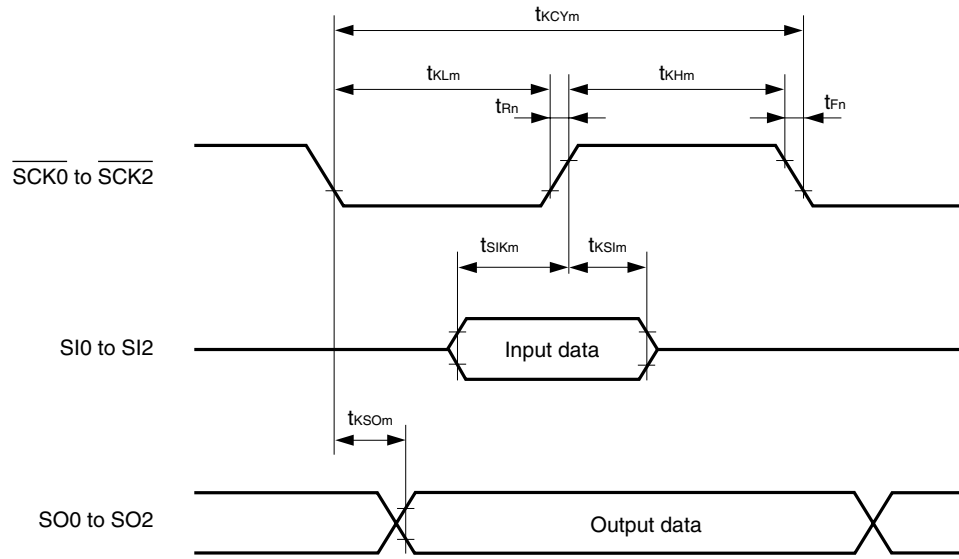 tKCYm
tKLm
tKHm
tRn
tFn
SCK0 to SCK2
tSIKm
tKSIm
SI0 to SI2
Input data
tKSOm
SO0 to SO2
Output data